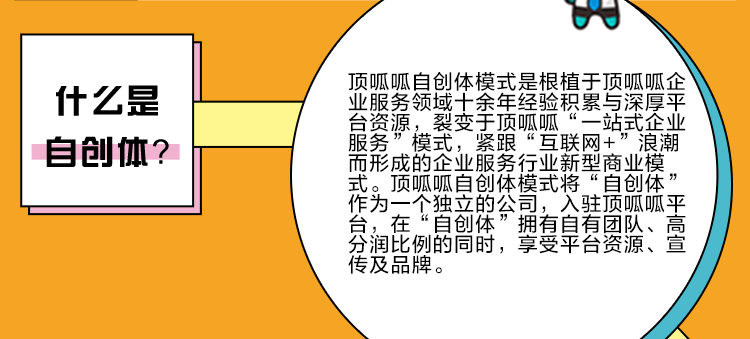 什么是
自创体?
顶呱呱自创体模式是根植于顶呱呱企
业服务领域十余年经验积累与深厚平
台资源，裂变于顶呱呱“一站式企业
服务”模式，紧跟“互联网+”浪潮
而形成的企业服务行业新型商业模
式。顶呱呱自创体模式将“自创体”
作为一个独立的公司，入驻顶呱呱平
台，在“自创体”拥有自有团队、高
分润比例的同时，享受平台资源、宣
传及品牌。